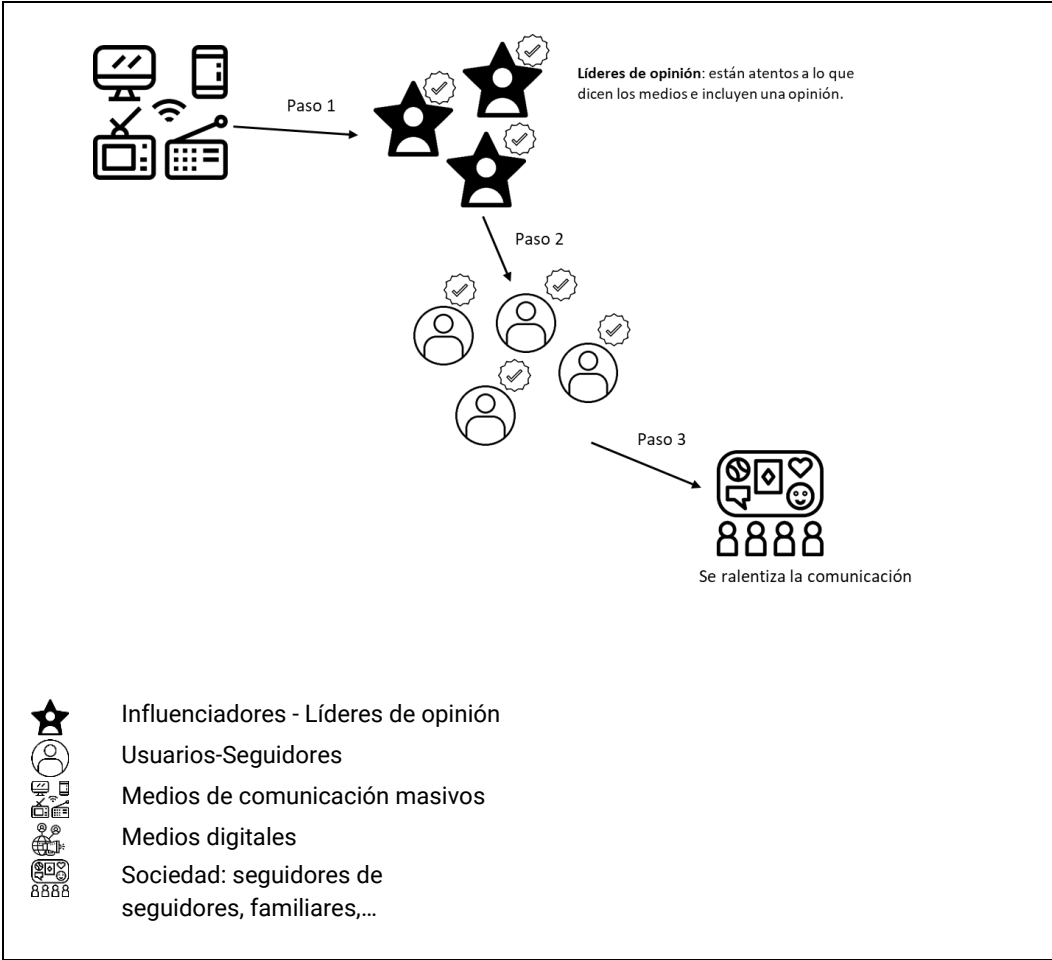 Paso 1
Líderes de opinión: están atentos a lo que
dicen los medios e incluyen una opinión.
Paso 2
Paso 3
Se ralentiza la comunicación
Influenciadores - Líderes de opinión
Usuarios-Seguidores
Medios de comunicación masivos
Medios digitales
Sociedad: seguidores de
seguidores, familiares,...